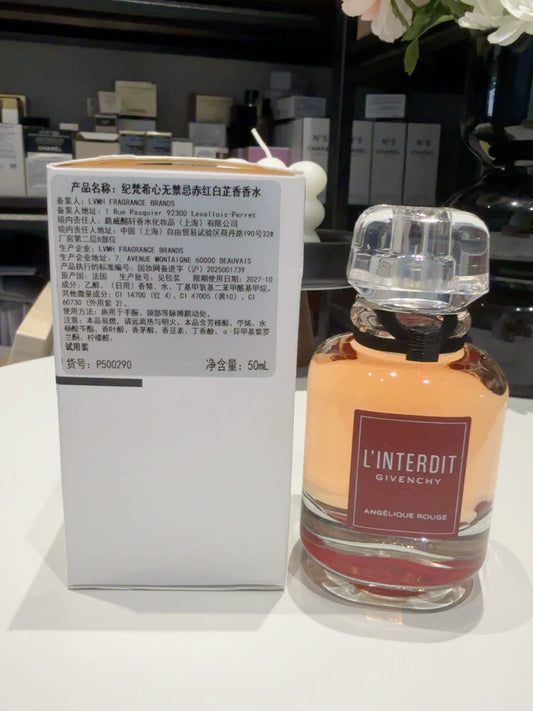 产品名称: 纪梵希心无禁忌赤红白芷香香水
备案人: LVMH FRAGRANCE BRANDS
备案人地址: 1 Rue Pasquier 92300 Levallois-Perret
境内责任人: 路威酩轩香水化妆品（上海）有限公司
境内责任人地址: 中国（上海）自由贸易试验区荷丹路190号32#
厂房第二层B部位
生产企业: LVMH FRAGRANCE BRANDS
生产企业地址: 7, AVENUE MONTAIGNE 60000 BEAUVAIS
产品执行的标准编号: 国妆网备进字（沪）2025001739
原产国: 法国 生产批号: 见包装 限期使用日期: 2027-10
成分: 乙醇、（日用）香精、水、丁基甲氧基二苯甲酰基甲烷。
其他微量成分: CI 14700（红 4）、CI 47005（黄10）、CI
60730（外用紫 2）。
使用方法: 施用于手腕、颈部等脉搏跳动处。
注意: 本品易燃、请远离热与明火。本品含芳樟醇、苧烯、水
杨酸苄酯、香叶醇、香茅醇、香豆素、丁香酚、α-异甲基紫罗
兰酮、柠檬醛。
试用装
货号: P500290 净含量: 50mL
L'INTERDIT
GIVENCHY
ANGÉLIQUE ROUGE
N°5
CHANEL
N°5
N°5
CHANEL